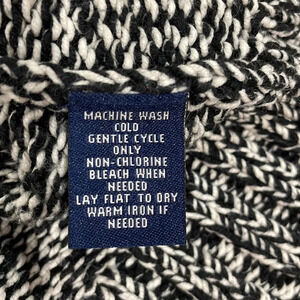 MACHINE WASH
COLD
GENTLE CYCLE
ONLY
NON-CHLORINE
BLEACH WHEN
NEEDED
LAY FLAT TO DRY
WARM IRON IF
NEEDED